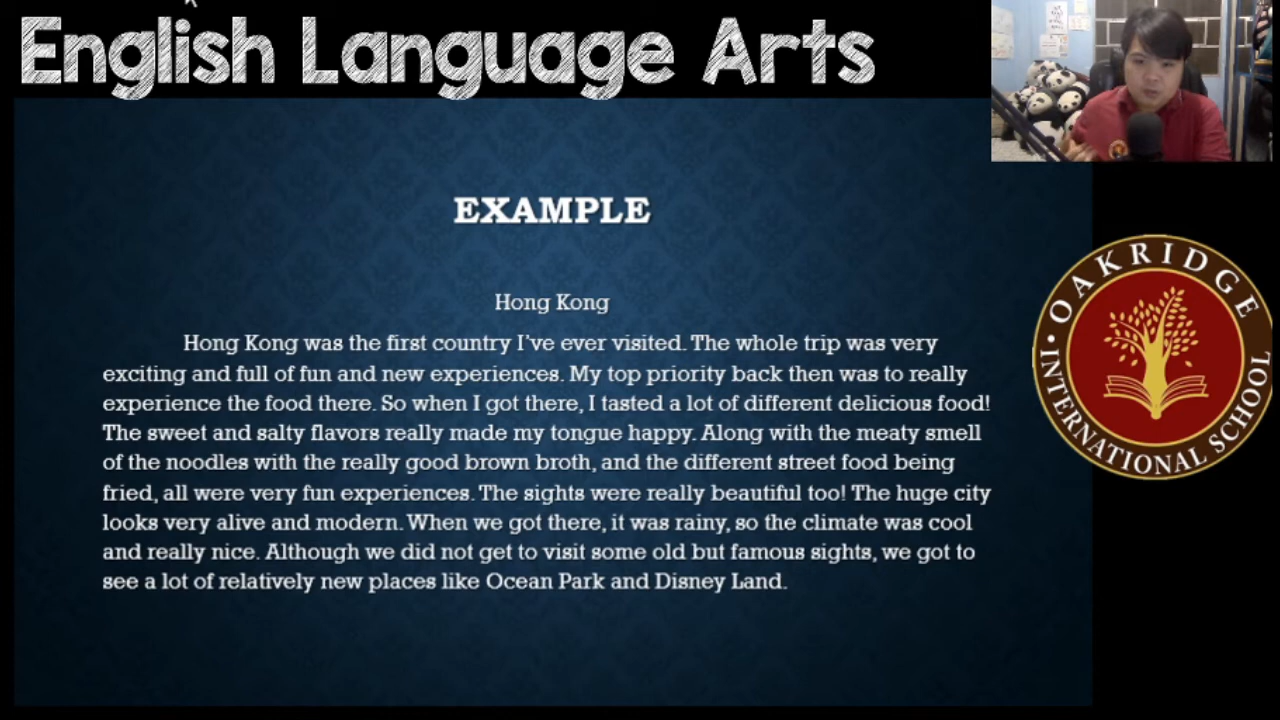 English Language Arts
EXAMPLE
Hong Kong
Hong Kong was the first country I've ever visited. The whole trip was very
exciting and full of fun and new experiences. My top priority back then was to really
experience the food there. So when I got there, I tasted a lot of different delicious food!
The sweet and salty flavors really made my tongue happy. Along with the meaty smell
of the noodles with the really good brown broth, and the different street food being
fried, all were very fun experiences. The sights were really beautiful too! The huge city
looks very alive and modern. When we got there, it was rainy, so the climate was cool
and really nice. Although we did not get to visit some old but famous sights, we got to
see a lot of relatively new places like Ocean Park and Disney Land.
OAKRIDGE
INTERNATIONAL SCHOOL